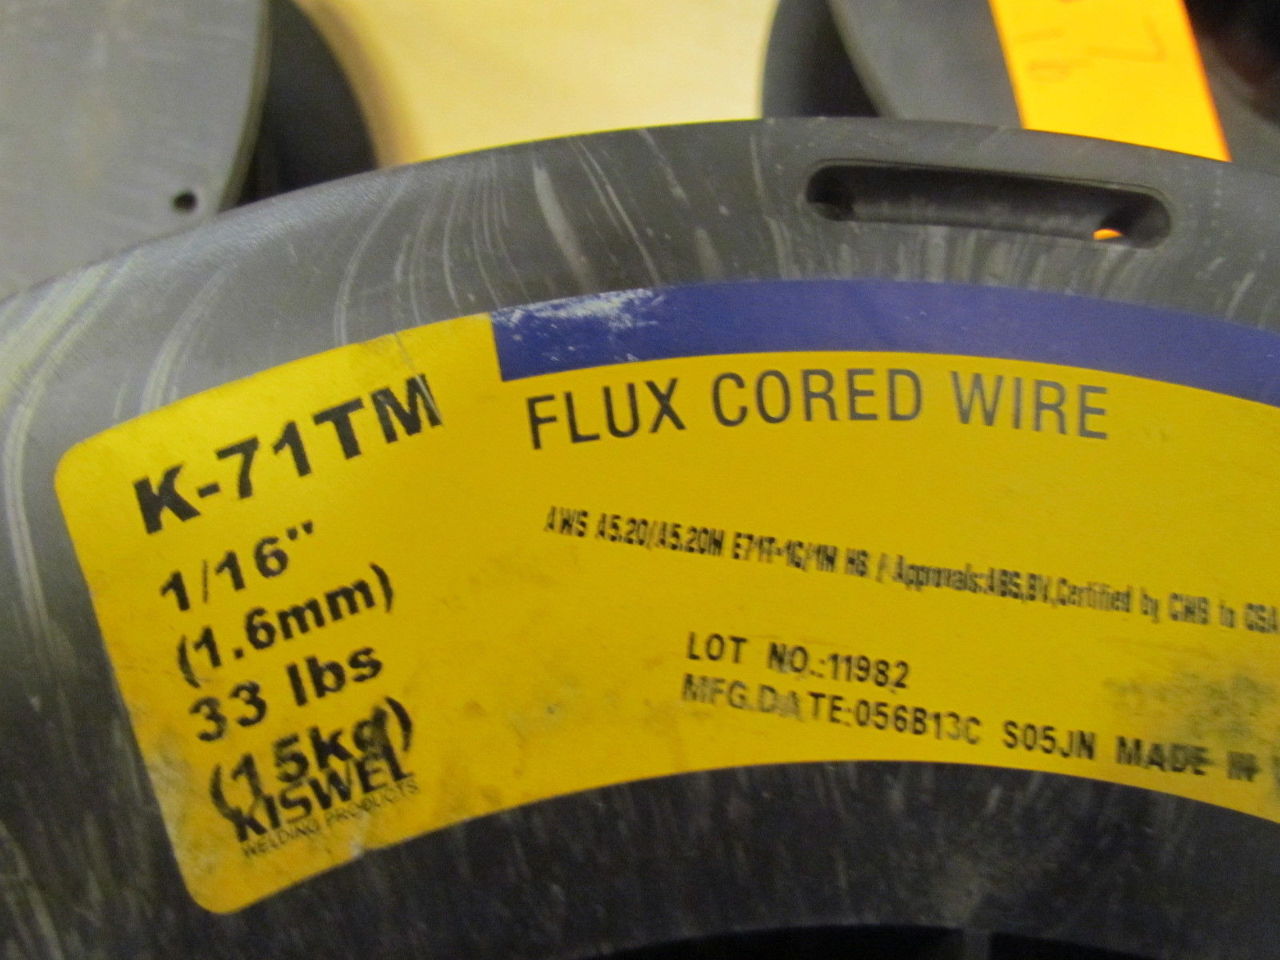 K-71TM
1/16"
(1.6mm)
33 lbs
(15kg)
KISWEL
WELDING PRODUCTS
FLUX CORED WIRE
AWS A5.20/A5.20M E71T-1C/1M H8 / Approvals:ABS,BV,Certified by CWB to CSA
LOT NO.:11982
MFG.DATE:056B13C S05JN MADE IN